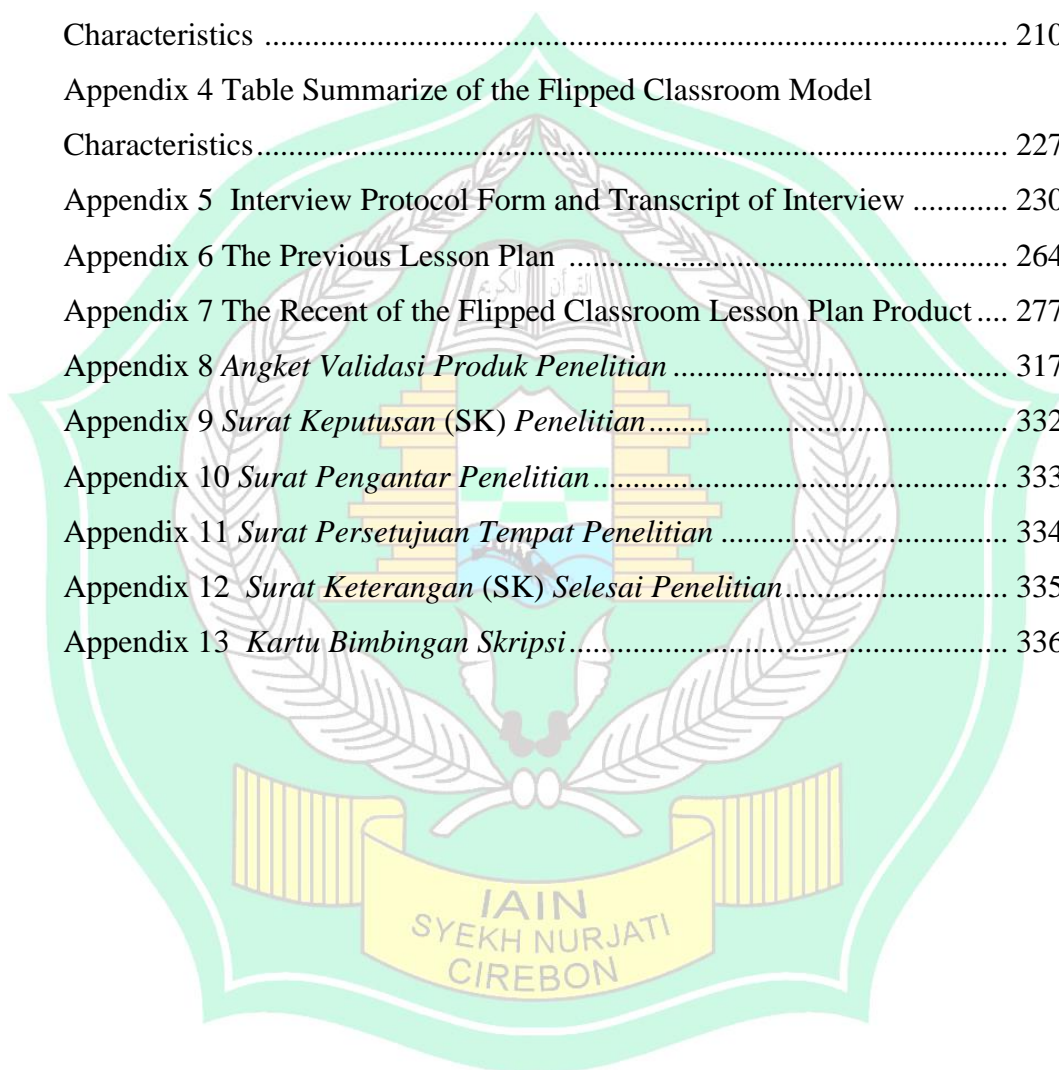 Characteristics ........................................................................................ 210
Appendix 4 Table Summarize of the Flipped Classroom Model
Characteristics......................................................................................... 227
Appendix 5  Interview Protocol Form and Transcript of Interview ............ 230
Appendix 6 The Previous Lesson Plan  .................................................... 264
Appendix 7 The Recent of the Flipped Classroom Lesson Plan Product .... 277
Appendix 8 Angket Validasi Produk Penelitian ........................................ 317
Appendix 9 Surat Keputusan (SK) Penelitian ........................................... 332
Appendix 10 Surat Pengantar Penelitian ................................................. 333
Appendix 11 Surat Persetujuan Tempat Penelitian .................................. 334
Appendix 12  Surat Keterangan (SK) Selesai Penelitian .......................... 335
Appendix 13  Kartu Bimbingan Skripsi .................................................... 336
القرآن الكريم
IAIN
SYEKH NURJATI
CIREBON